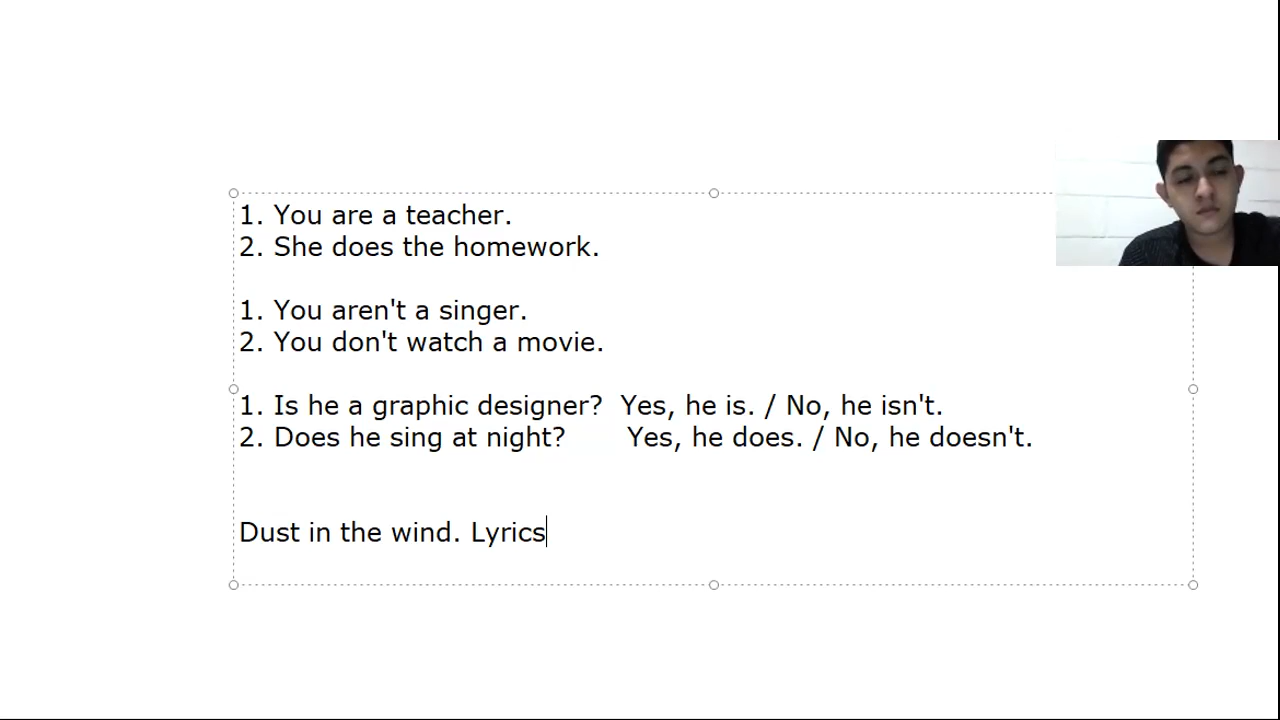 1. You are a teacher.
2. She does the homework.
1. You aren't a singer.
2. You don't watch a movie.
1. Is he a graphic designer? Yes, he is. / No, he isn't.
2. Does he sing at night? Yes, he does. / No, he doesn't.
Dust in the wind. Lyrics